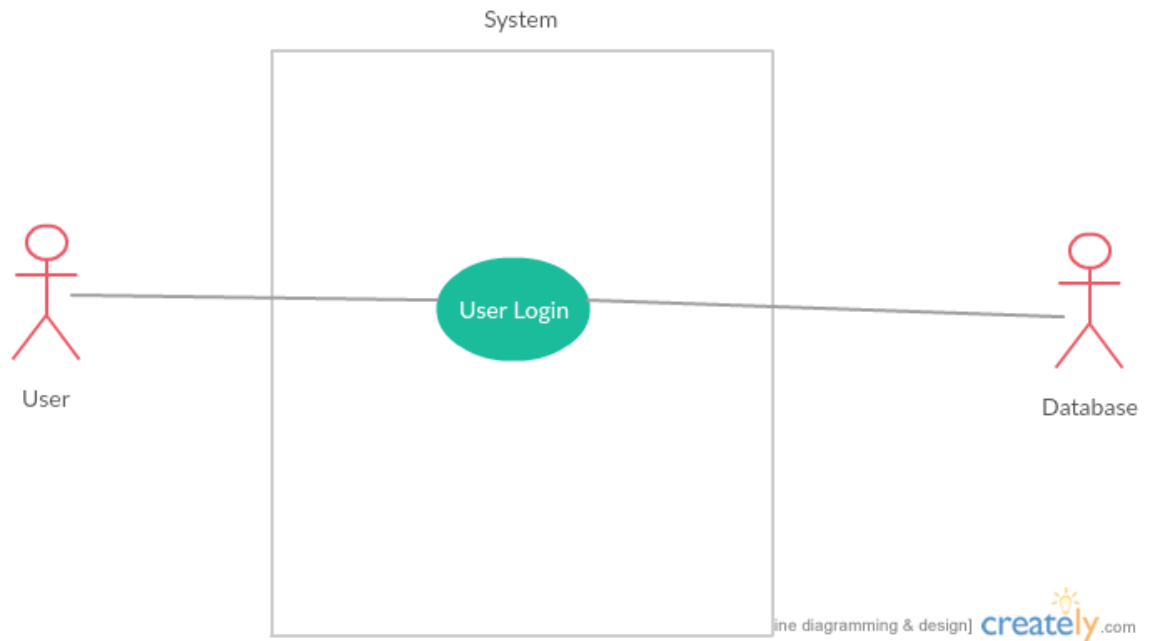 System
User Login
User
Database
ine diagramming & design] creately.com